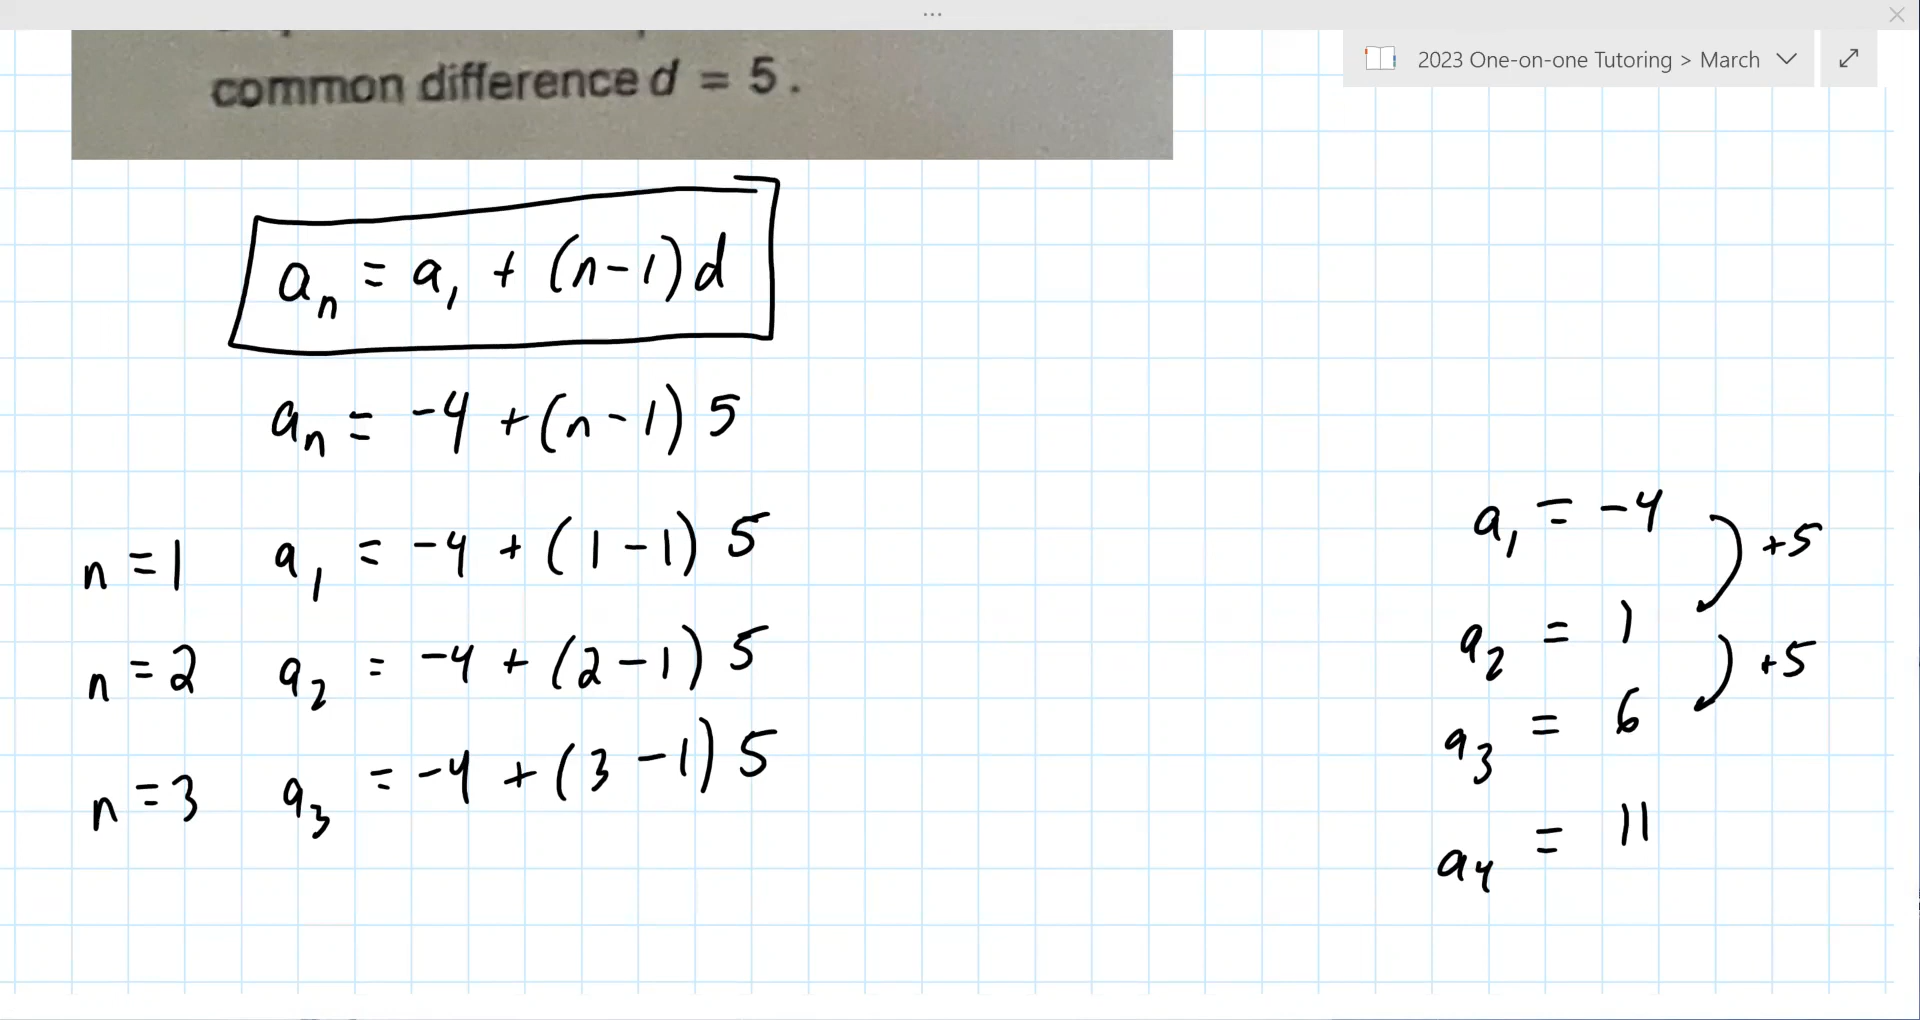 ...
2023 One-on-one Tutoring > March
common difference d = 5 .
aₙ = a₁ + (n-1)d
aₙ = -4 + (n-1) 5
n = 1 a₁ = -4 + (1-1) 5
n = 2 a₂ = -4 + (2-1) 5
n = 3 a₃ = -4 + (3-1) 5
a₁ = -4
+5
a₂ = 1
+5
a₃ = 6
a₄ = 11